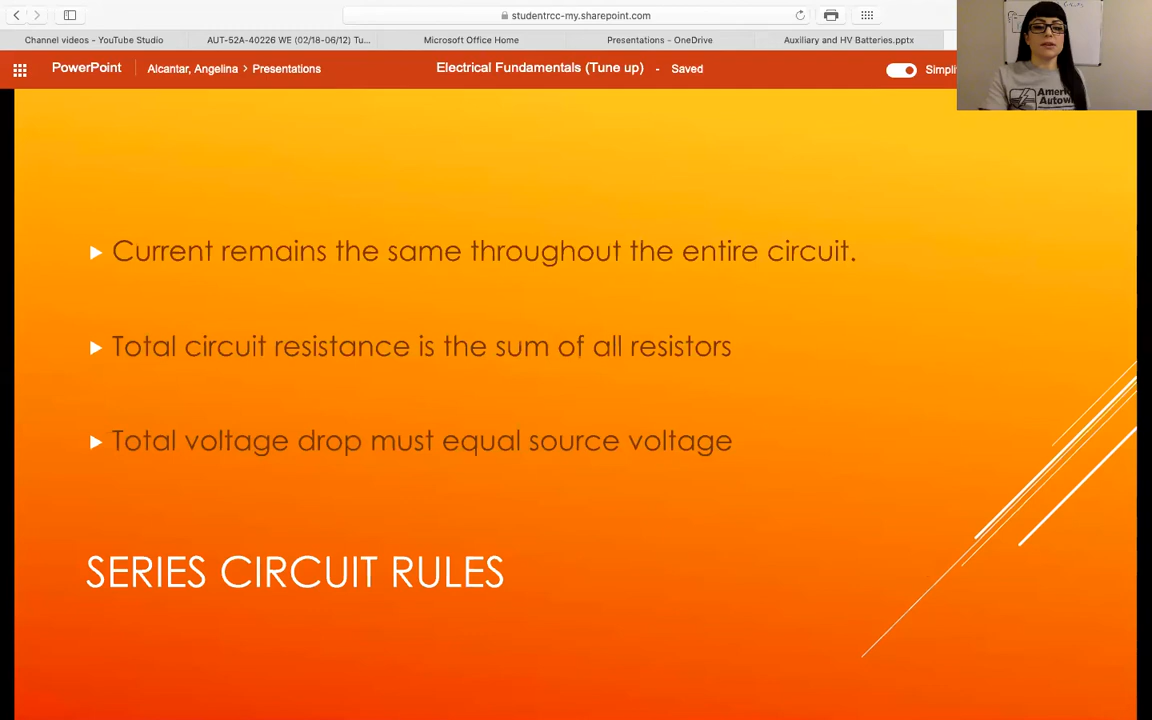 studentrcc-my.sharepoint.com
Channel videos - YouTube Studio
AUT-52A-40226 WE (02/18-06/12) Tu...
Microsoft Office Home
Presentations - OneDrive
Auxiliary and HV Batteries.pptx
PowerPoint
Alcantar, Angelina > Presentations
Electrical Fundamentals (Tune up) - Saved
Simpli
Current remains the same throughout the entire circuit.
Total circuit resistance is the sum of all resistors
Total voltage drop must equal source voltage
SERIES CIRCUIT RULES